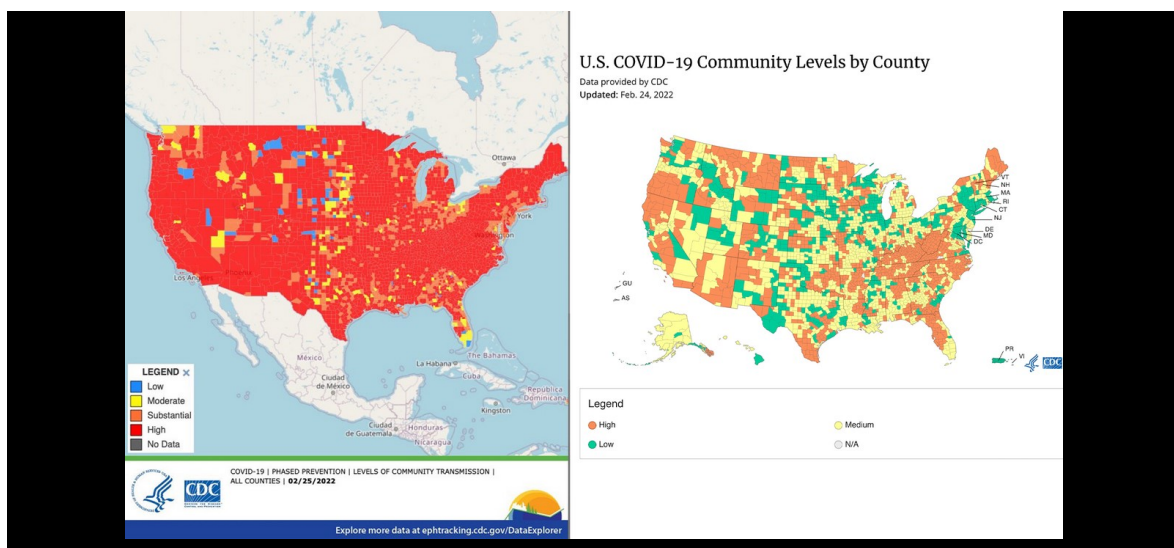 Ottawa
York
Washington
Los Angeles
Phoenix
México
Ciudad
de México
La Habana
The Bahamas
Cuba
Republica
Dominicana
Kingston
Ciudad
de Guatemala
Honduras
Nicaragua
LEGEND X
Low
Moderate
Substantial
High
No Data
CDC
COVID-19 | PHASED PREVENTION | LEVELS OF COMMUNITY TRANSMISSION |
ALL COUNTIES | 02/25/2022
Explore more data at ephtracking.cdc.gov/DataExplorer
U.S. COVID-19 Community Levels by County
Data provided by CDC
Updated: Feb. 24, 2022
VT
NH
MA
RI
CT
NJ
DE
MD
DC
GU
AS
PR
VI
CDC
Legend
High
Medium
Low
N/A